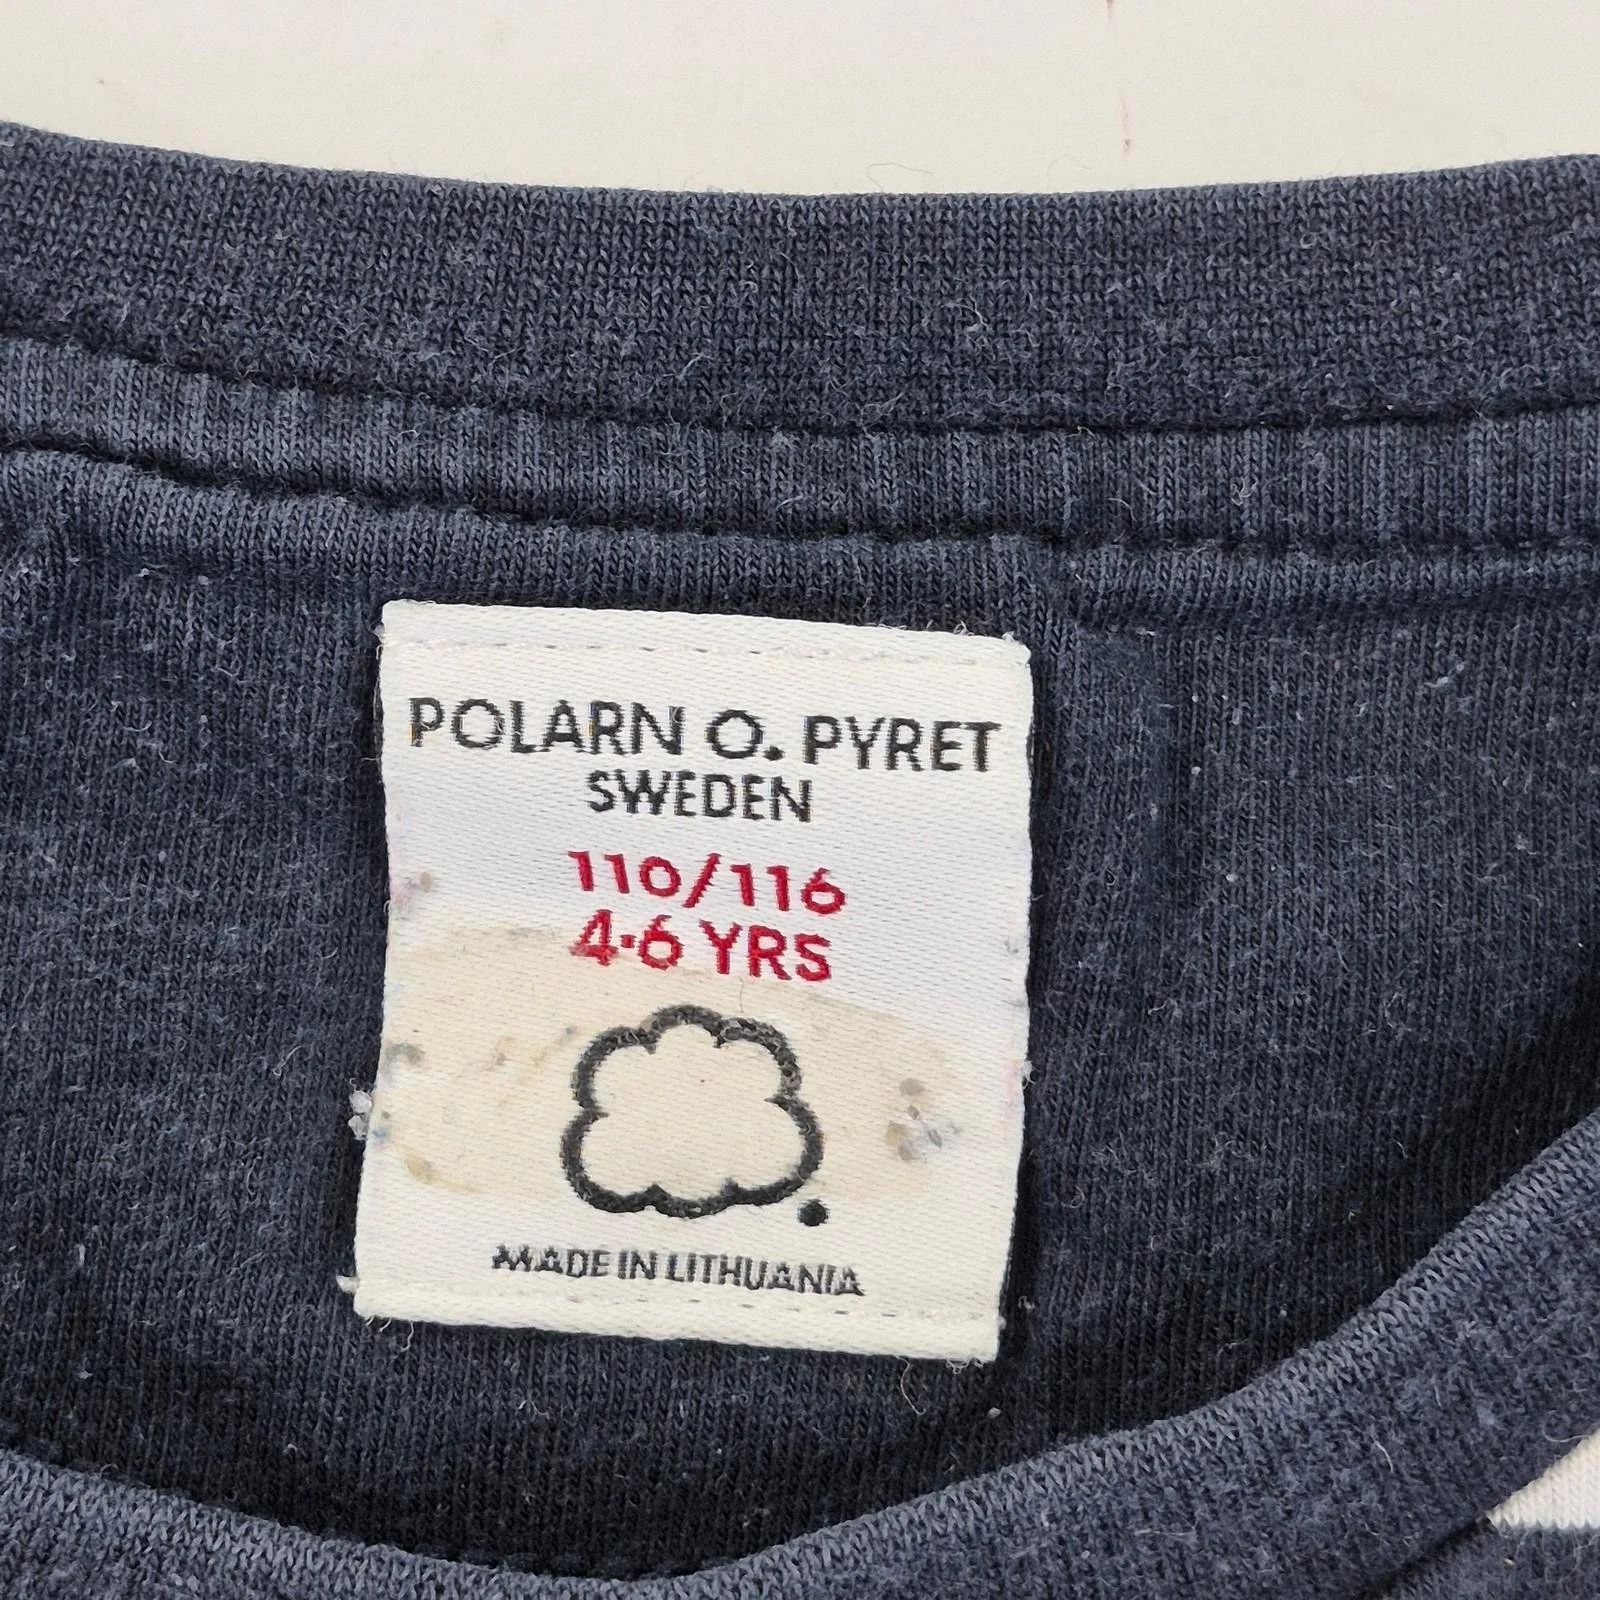 POLARN O. PYRET
SWEDEN
110/116
4-6 YRS
MADE IN LITHUANIA